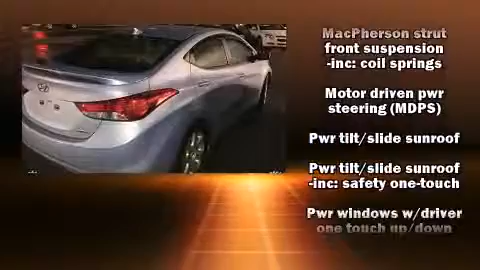 MacPherson strut
front suspension
-inc: coil springs
Motor driven pwr
steering (MDPS)
Pwr tilt/slide sunroof
Pwr tilt/slide sunroof
-inc: safety one-touch
Pwr windows w/driver
one touch up/down